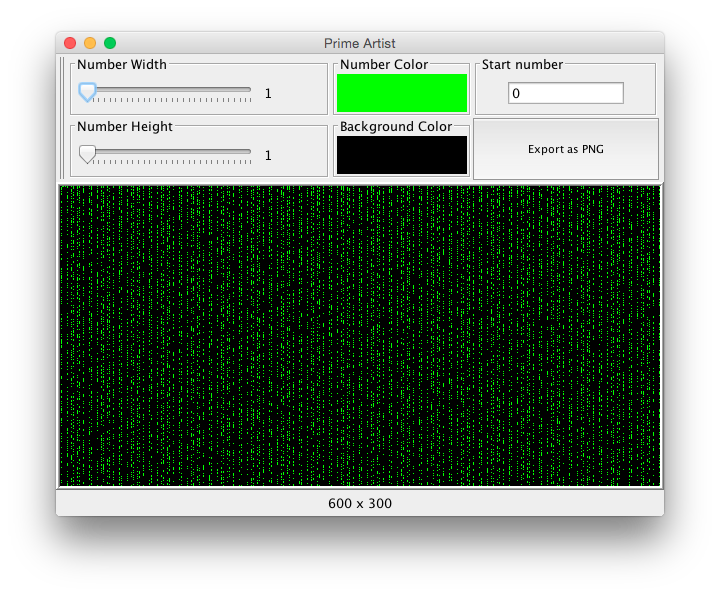 Prime Artist
Number Width
1
Number Color
Start number
0
Number Height
1
Background Color
Export as PNG
600 x 300